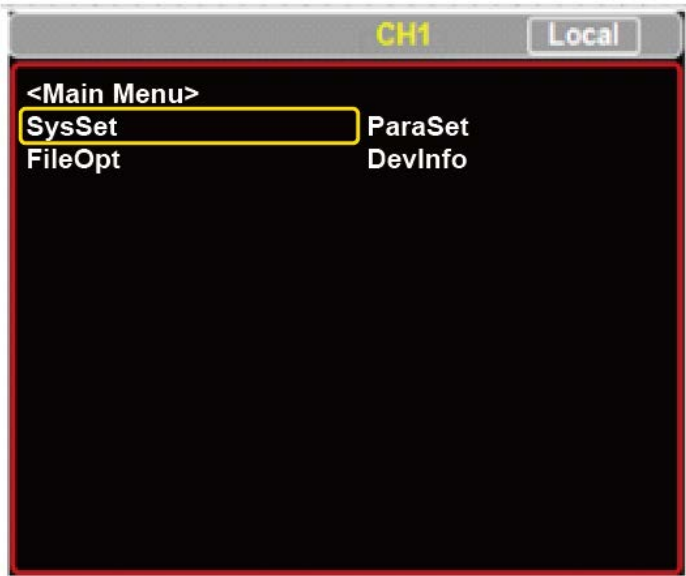 CH1 Local
<Main Menu>
SysSet ParaSet
FileOpt DevInfo